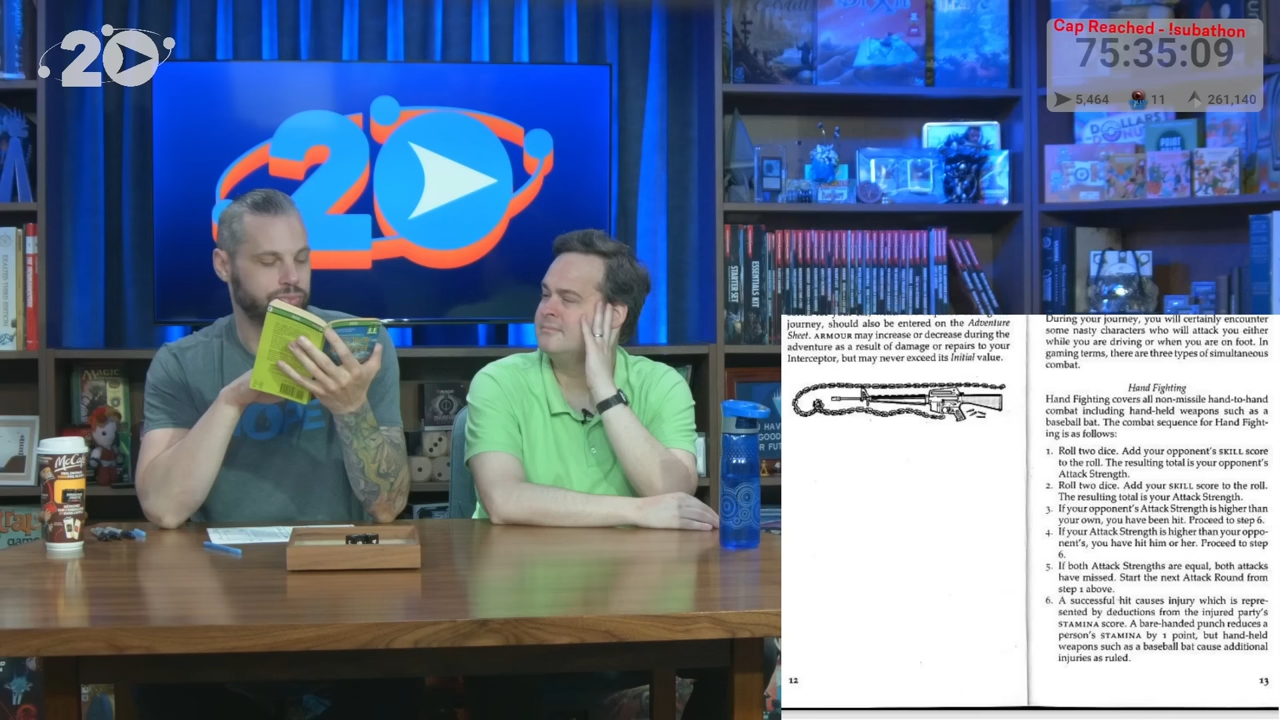 20
Cap Reached - !subathon
75:35:09
5,464
11
261,140
20
DOLLARS
STARTER SET
ESSENTIALS KIT
MAGIC
McCafé
journey, should also be entered on the Adventure
Sheet. ARMOUR may increase or decrease during the
adventure as a result of damage or repairs to your
Interceptor, but may never exceed its Initial value.
12
During your journey, you will certainly encounter
some nasty characters who will attack you either
while you are driving or when you are on foot. In
gaming terms, there are three types of simultaneous
combat.
Hand Fighting
Hand Fighting covers all non-missile hand-to-hand
combat including hand-held weapons such as a
baseball bat. The combat sequence for Hand Fight-
ing is as follows:
1. Roll two dice. Add your opponent's SKILL score
to the roll. The resulting total is your opponent's
Attack Strength.
2. Roll two dice. Add your SKILL score to the roll.
The resulting total is your Attack Strength.
3. If your opponent's Attack Strength is higher than
your own, you have been hit. Proceed to step 6.
4. If your Attack Strength is higher than your oppo-
nent's, you have hit him or her. Proceed to step
6.
5. If both Attack Strengths are equal, both attacks
have missed. Start the next Attack Round from
step 1 above.
6. A successful hit causes injury which is repre-
sented by deductions from the injured party's
STAMINA score. A bare-handed punch reduces a
person's STAMINA by 1 point, but hand-held
weapons such as a baseball bat cause additional
injuries as ruled.
13